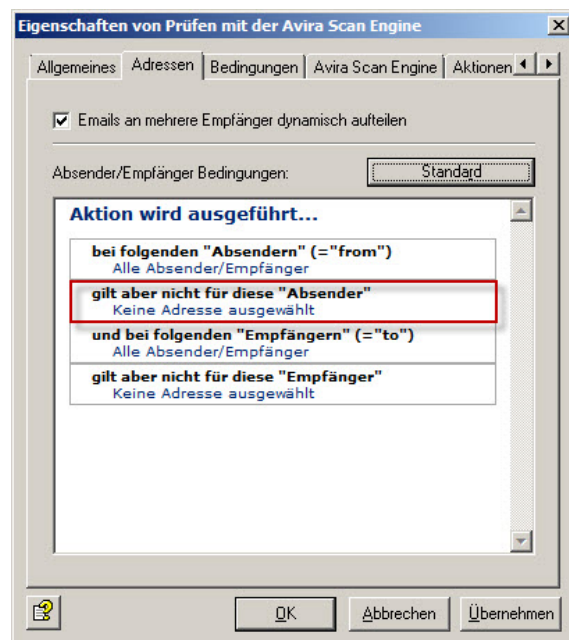 Eigenschaften von Prüfen mit der Avira Scan Engine
Allgemeines Adressen Bedingungen Avira Scan Engine Aktionen
Emails an mehrere Empfänger dynamisch aufteilen
Absender/Empfänger Bedingungen: Standard
Aktion wird ausgeführt...
bei folgenden "Absendern" (="from")
Alle Absender/Empfänger
gilt aber nicht für diese "Absender"
Keine Adresse ausgewählt
und bei folgenden "Empfängern" (="to")
Alle Absender/Empfänger
gilt aber nicht für diese "Empfänger"
Keine Adresse ausgewählt
OK Abbrechen Übernehmen